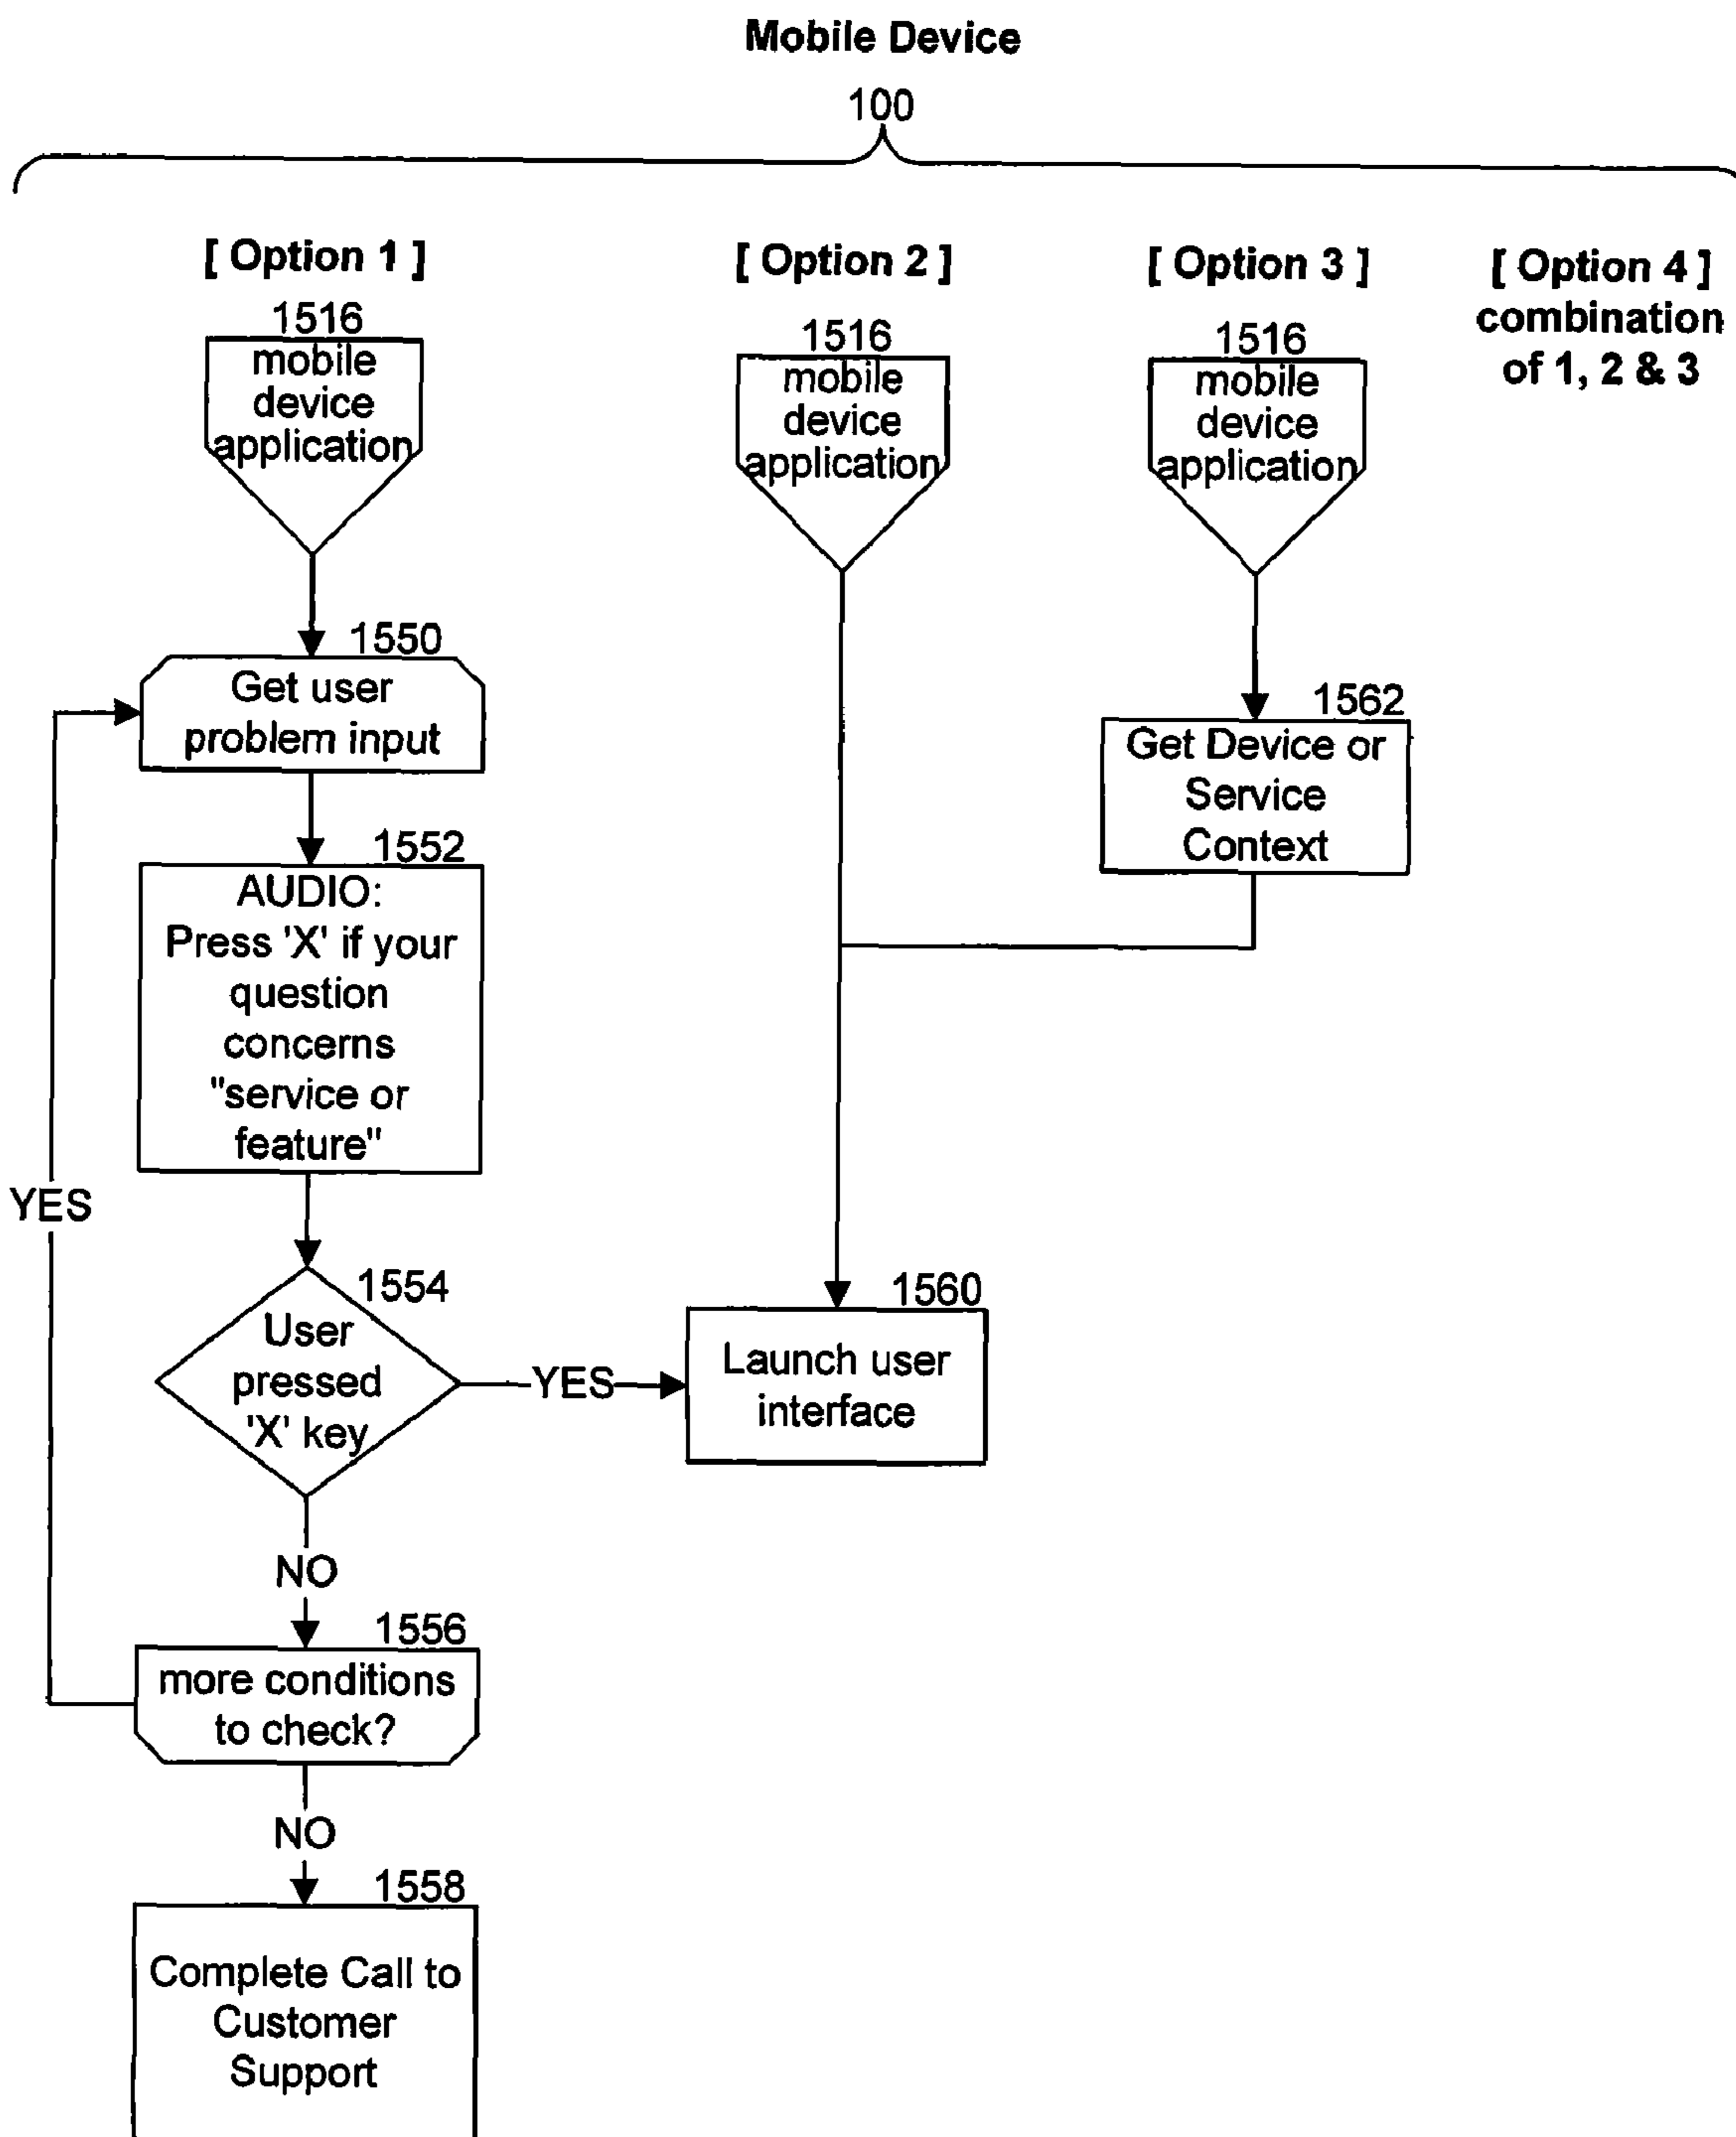 Mobile Device
100
[ Option 1 ]
1516
mobile
device
application
1550
Get user
problem input
1552
AUDIO:
Press 'X' if your
question
concerns
"service or
feature"
YES
1554
User
pressed
'X' key
YES
NO
1556
more conditions
to check?
NO
1558
Complete Call to
Customer
Support
[ Option 2 ]
1516
mobile
device
application
1560
Launch user
interface
[ Option 3 ]
1516
mobile
device
application
1562
Get Device or
Service
Context
[ Option 4 ]
combination
of 1, 2 & 3